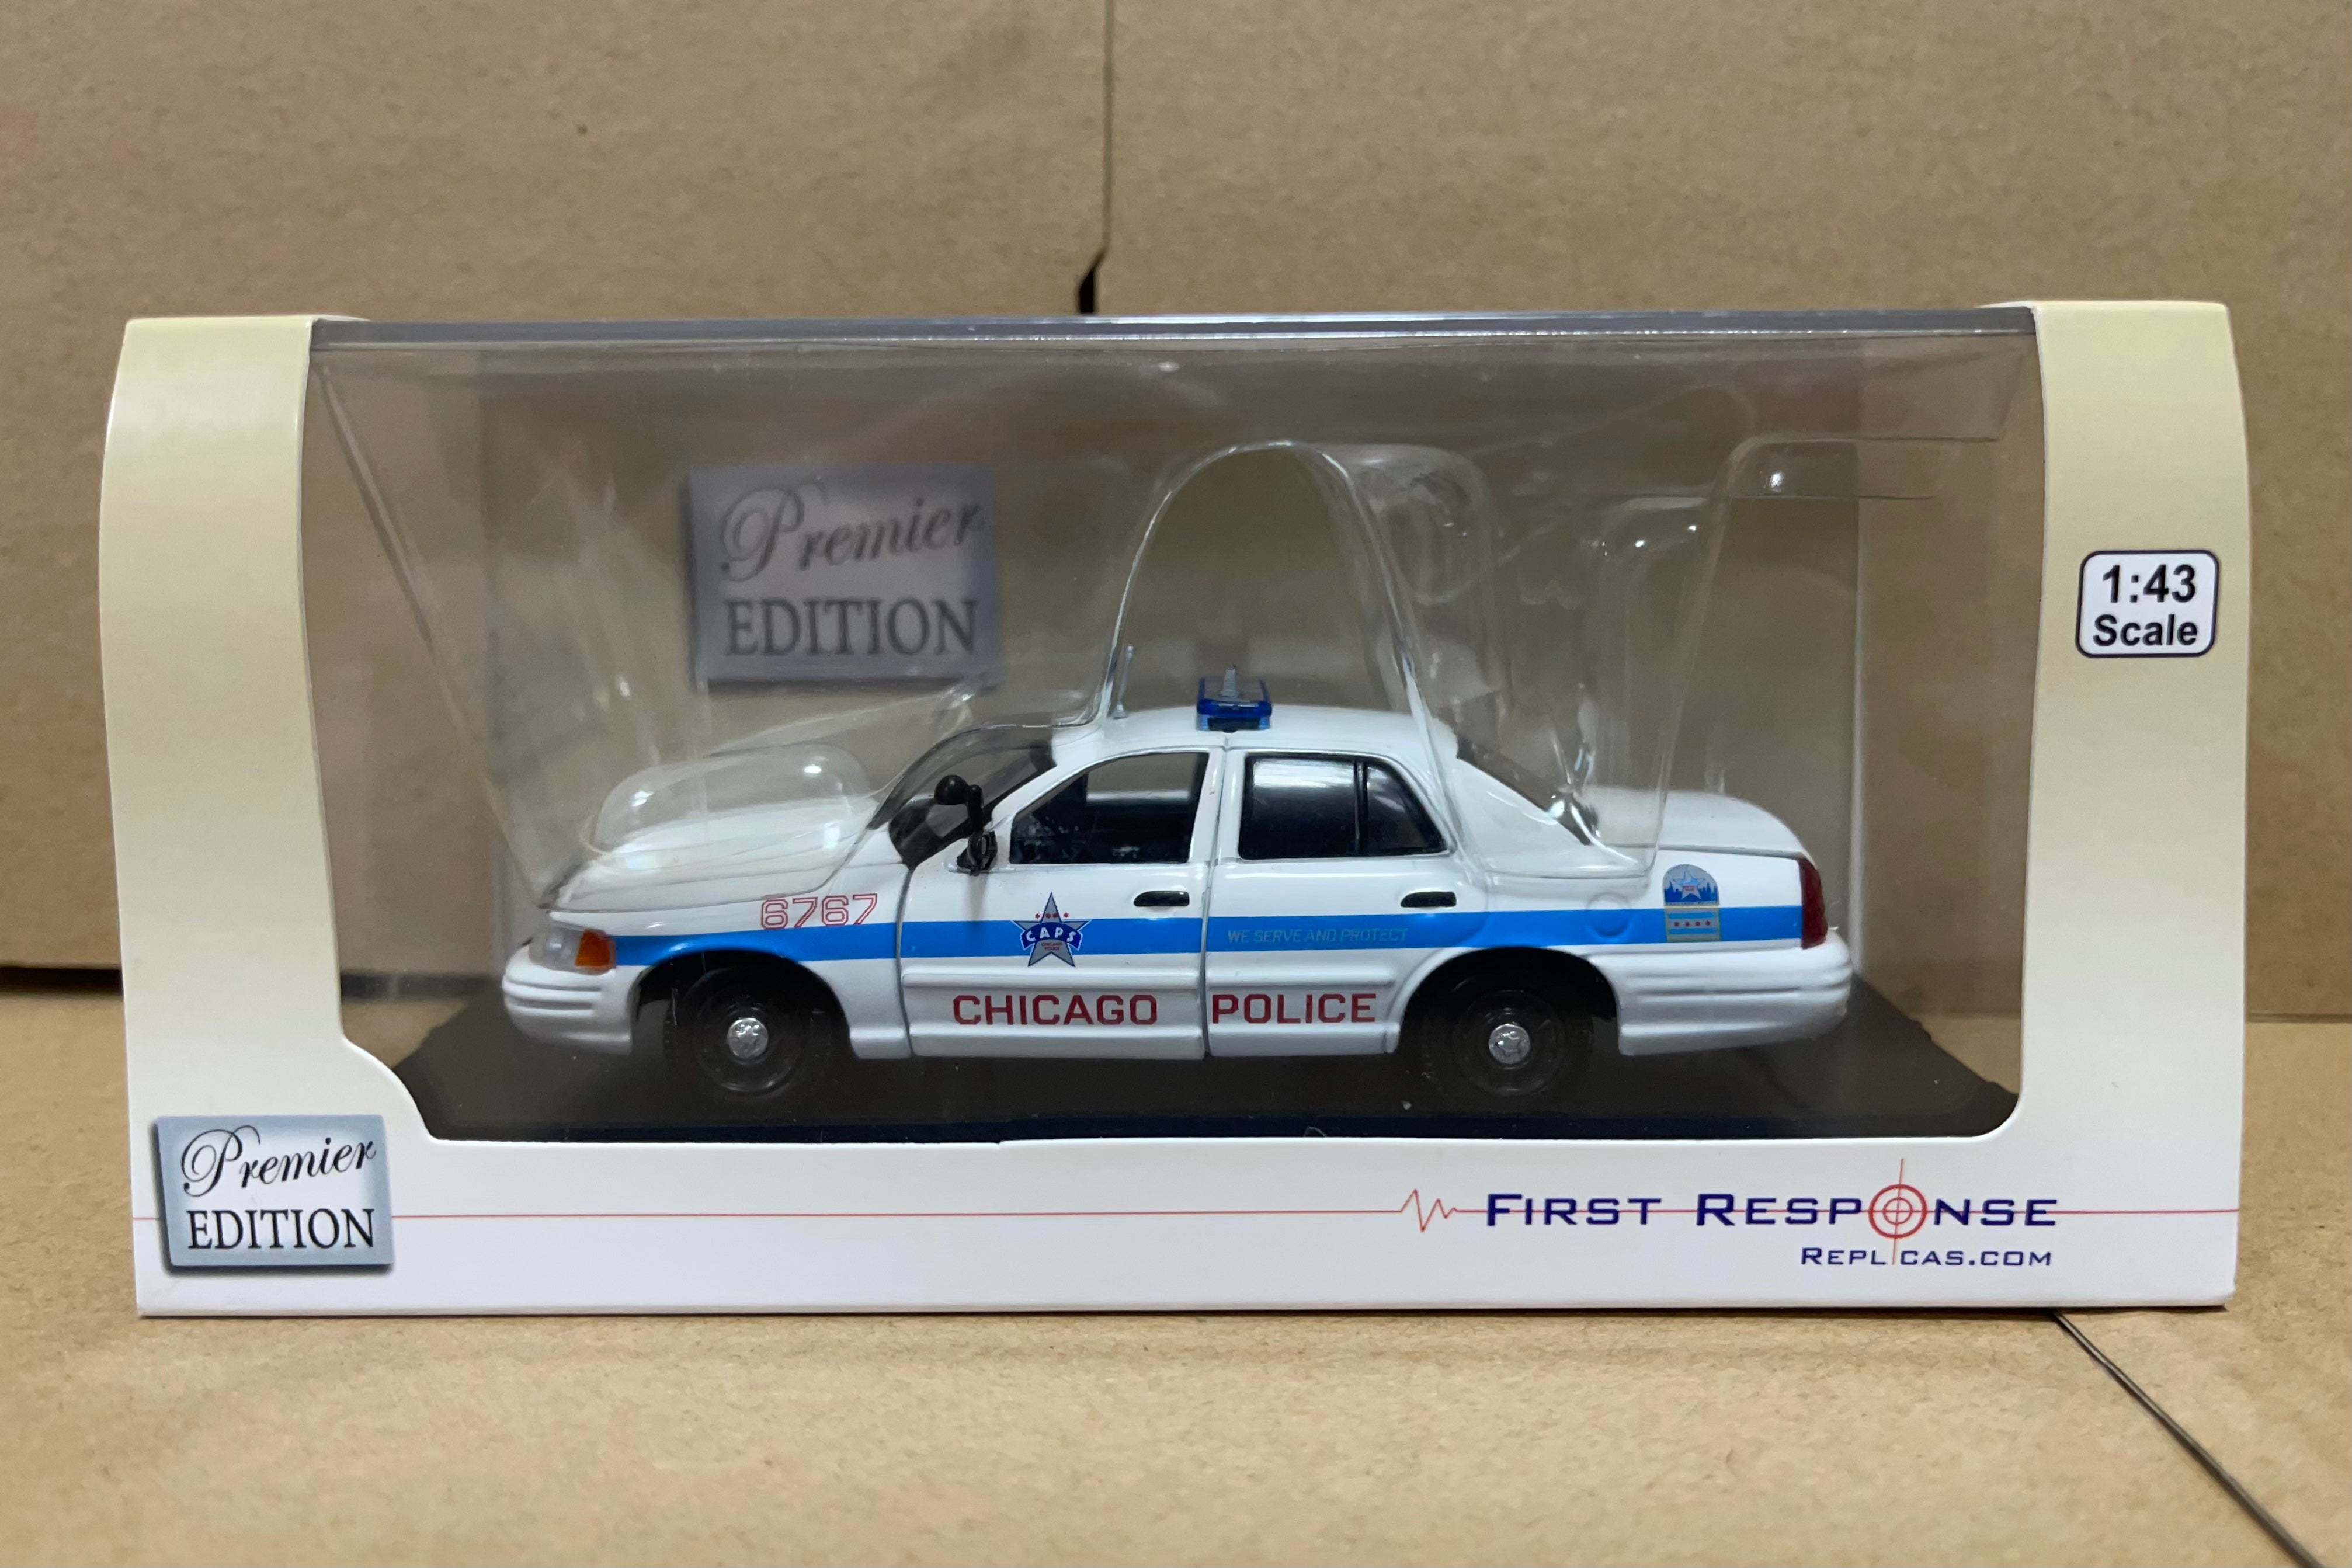 Premier
EDITION
1:43
Scale
6767
CAPS
WE SERVE AND PROTECT
CHICAGO POLICE
Premier
EDITION
FIRST RESPONSE
REPLICAS.COM